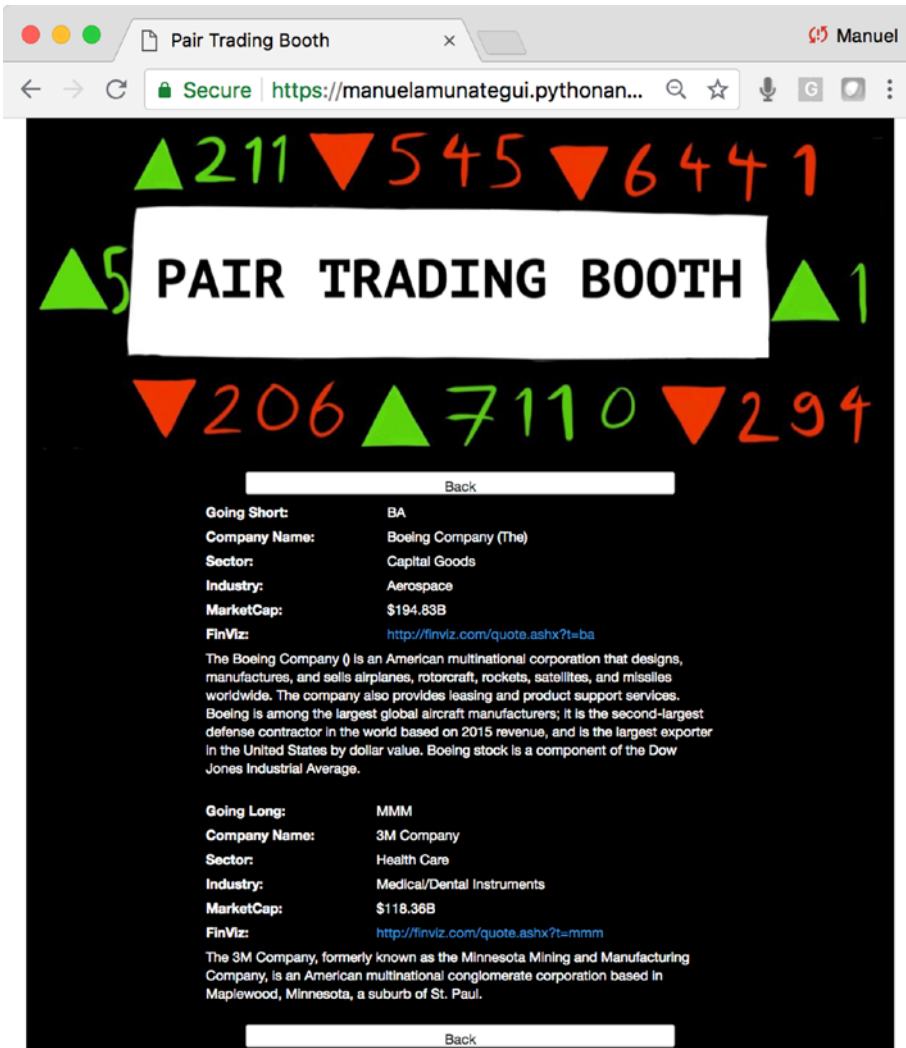 Pair Trading Booth
Manuel
Secure https://manuelamunategui.pythonan...
G
▲211 ▼545 ▼6441
▲5 PAIR TRADING BOOTH ▲1
▼206 ▲7110 ▼294
Back
Going Short: BA
Company Name: Boeing Company (The)
Sector: Capital Goods
Industry: Aerospace
MarketCap: $194.83B
FinViz: http://finviz.com/quote.ashx?t=ba
The Boeing Company () is an American multinational corporation that designs,
manufactures, and sells airplanes, rotorcraft, rockets, satellites, and missiles
worldwide. The company also provides leasing and product support services.
Boeing is among the largest global aircraft manufacturers; it is the second-largest
defense contractor in the world based on 2015 revenue, and is the largest exporter
in the United States by dollar value. Boeing stock is a component of the Dow
Jones Industrial Average.
Going Long: MMM
Company Name: 3M Company
Sector: Health Care
Industry: Medical/Dental Instruments
MarketCap: $118.36B
FinViz: http://finviz.com/quote.ashx?t=mmm
The 3M Company, formerly known as the Minnesota Mining and Manufacturing
Company, is an American multinational conglomerate corporation based in
Maplewood, Minnesota, a suburb of St. Paul.
Back